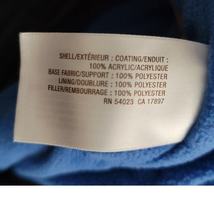 SHELL/EXTÉRIEUR : COATING/ENDUIT :
100% ACRYLIC/ACRYLIQUE
BASE FABRIC/SUPPORT : 100% POLYESTER
LINING/DOUBLURE : 100% POLYESTER
FILLER/REMBOURRAGE : 100% POLYESTER
RN 54023 CA 17897